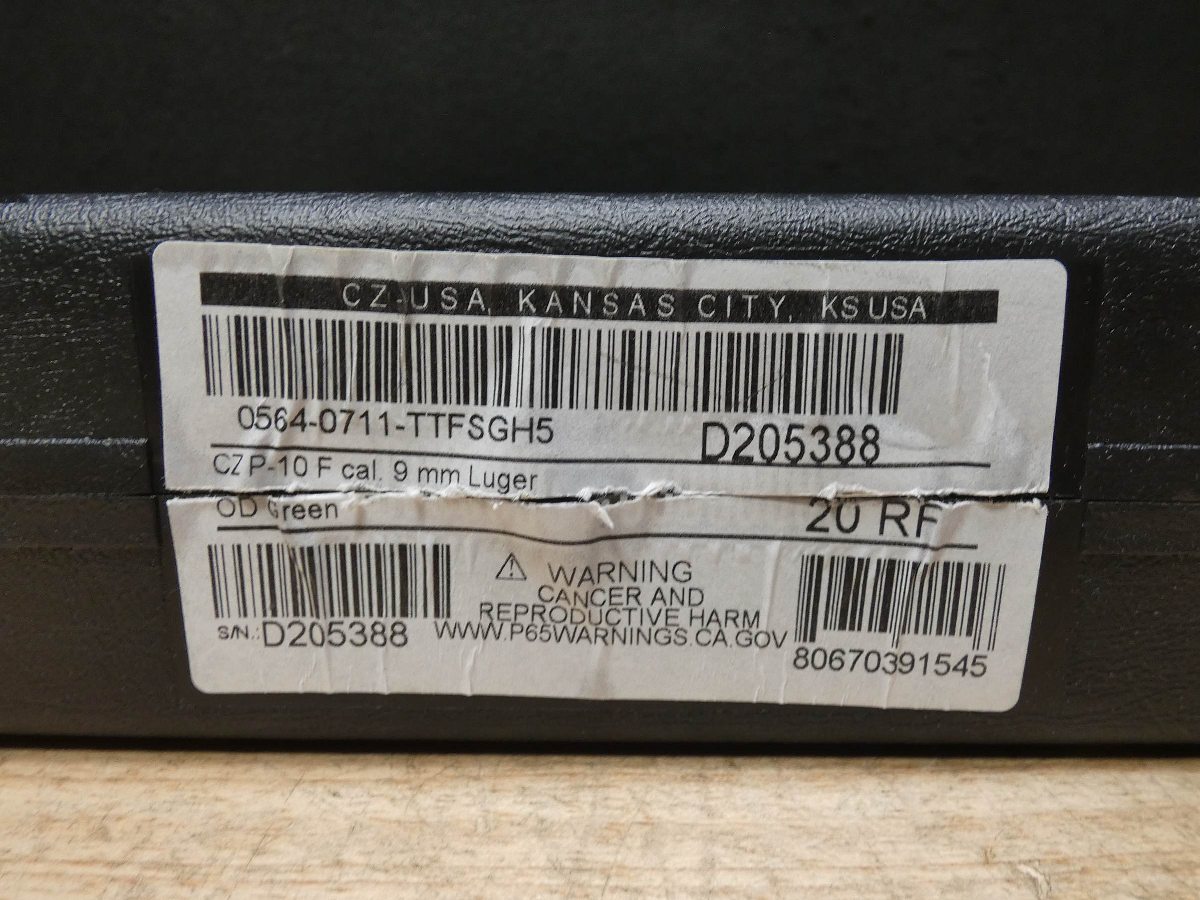 CZ-USA, KANSAS CITY, KS USA
0564-0711-TTFSGH5 D205388
CZ P-10 F cal. 9 mm Luger
OD Green 20 RF
⚠ WARNING
CANCER AND
REPRODUCTIVE HARM
WWW.P65WARNINGS.CA.GOV
S/N.: D205388
80670391545